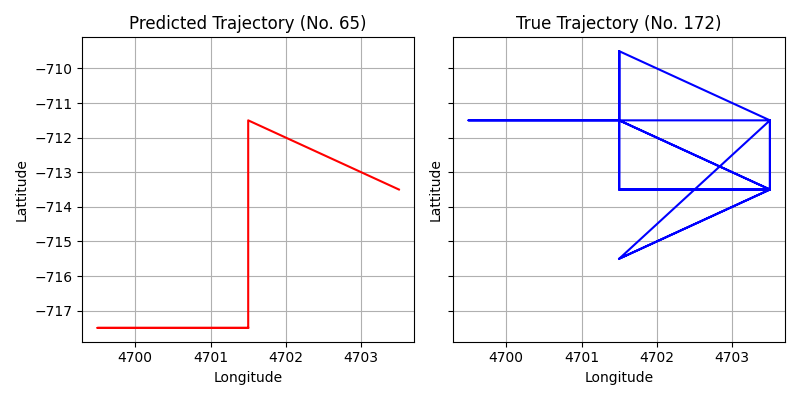 Predicted Trajectory (No. 65)
True Trajectory (No. 172)
Lattitude
−710
−711
−712
−713
−714
−715
−716
−717
4700
4701
4702
4703
Longitude
Lattitude
4700
4701
4702
4703
Longitude